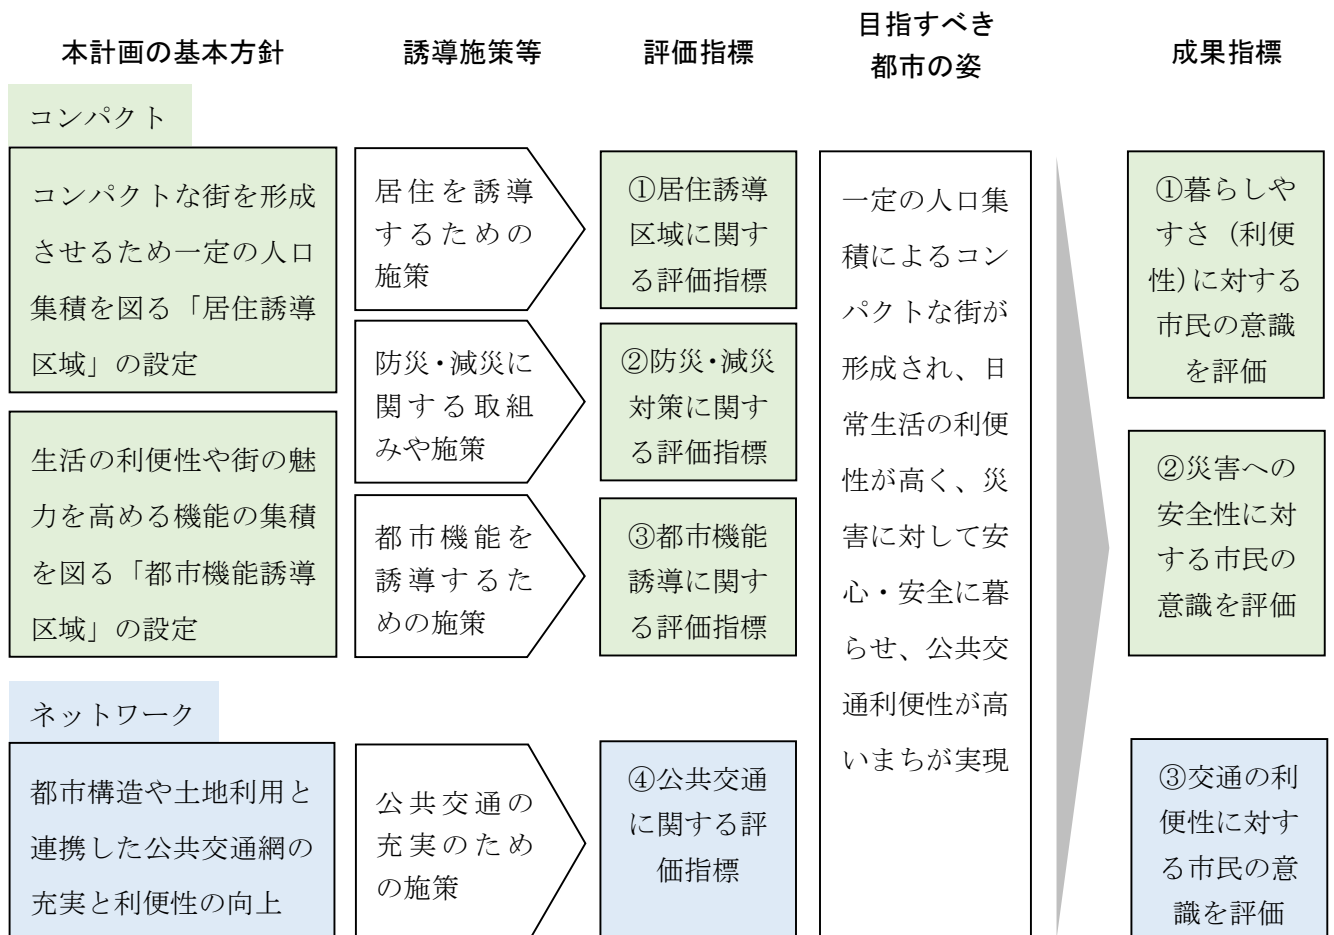 本計画の基本方針
誘導施策等
評価指標
目指すべき
都市の姿
成果指標
コンパクト
コンパクトな街を形成
させるため一定の人口
集積を図る「居住誘導
区域」の設定
生活の利便性や街の魅
力を高める機能の集積
を図る「都市機能誘導
区域」の設定
居住を誘導
するための
施策
防災・減災に
関する取組
みや施策
都市機能を
誘導するた
めの施策
①居住誘導
区域に関す
る評価指標
②防災・減災
対策に関す
る評価指標
③都市機能
誘導に関す
る評価指標
一定の人口集
積によるコン
パクトな街が
形成され、日
常生活の利便
性が高く、災
害に対して安
心・安全に暮
らせ、公共交
通利便性が高
いまちが実現
①暮らしや
すさ（利便
性）に対する
市民の意識
を評価
②災害への
安全性に対
する市民の
意識を評価
ネットワーク
都市構造や土地利用と
連携した公共交通網の
充実と利便性の向上
公共交通の
充実のため
の施策
④公共交通
に関する評
価指標
③交通の利
便性に対す
る市民の意
識を評価